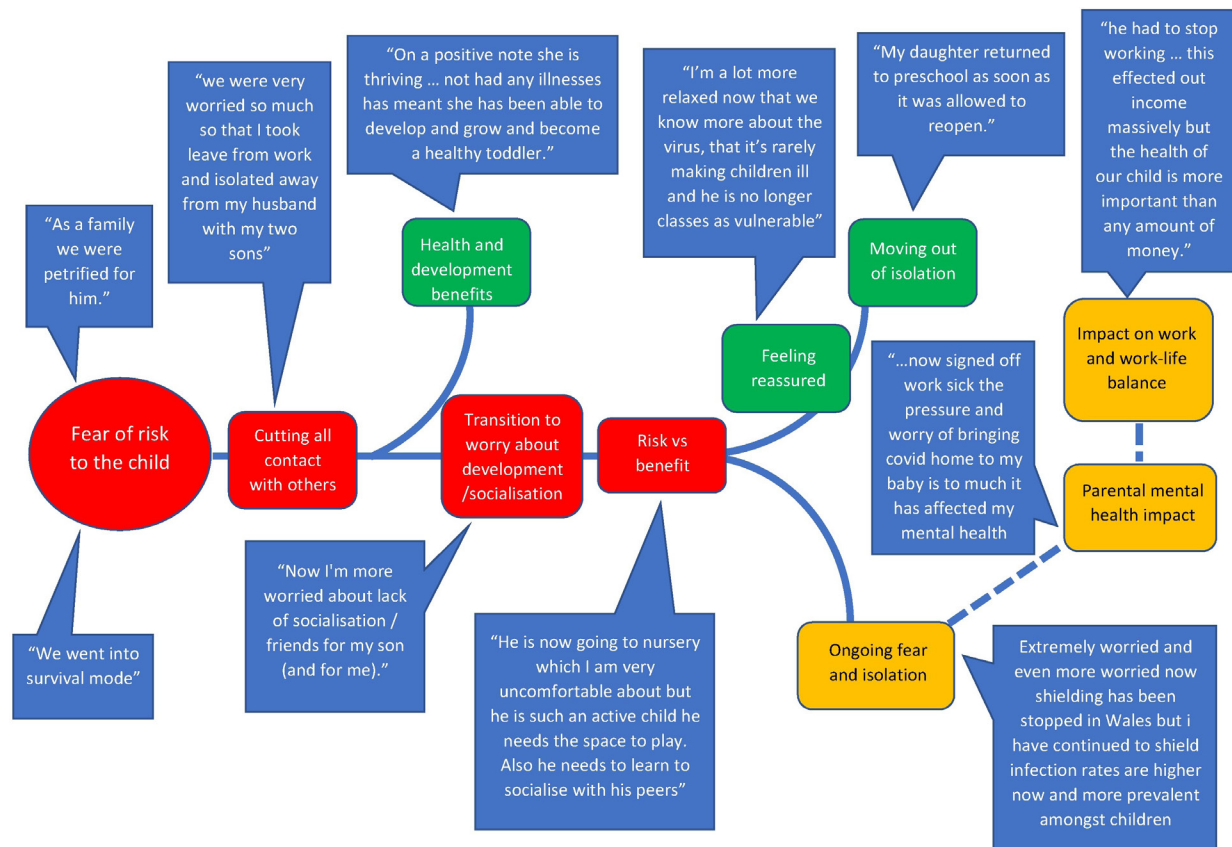 “As a family
we were
petrified for
him.”
“we were very
worried so much
so that I took
leave from work
and isolated away
from my husband
with my two
sons”
“On a positive note she is
thriving ... not had any illnesses
has meant she has been able to
develop and grow and become
a healthy toddler.”
“I’m a lot more
relaxed now that we
know more about the
virus, that it’s rarely
making children ill
and he is no longer
classes as vulnerable”
“My daughter returned
to preschool as soon as
it was allowed to
reopen.”
“he had to stop
working ... this
effected out
income
massively but
the health of
our child is more
important than
any amount of
money.”
Health and
development
benefits
Moving out
of isolation
Feeling
reassured
Impact on work
and work-life
balance
“...now signed off
work sick the
pressure and
worry of bringing
covid home to my
baby is to much it
has affected my
mental health
Fear of risk
to the child
Cutting all
contact
with others
Transition to
worry about
development
/socialisation
Risk vs
benefit
Parental mental
health impact
“We went into
survival mode”
“Now I'm more
worried about lack
of socialisation /
friends for my son
(and for me).”
“He is now going to nursery
which I am very
uncomfortable about but
he is such an active child he
needs the space to play.
Also he needs to learn to
socialise with his peers”
Ongoing fear
and isolation
Extremely worried and
even more worried now
shielding has been
stopped in Wales but i
have continued to shield
infection rates are higher
now and more prevalent
amongst children